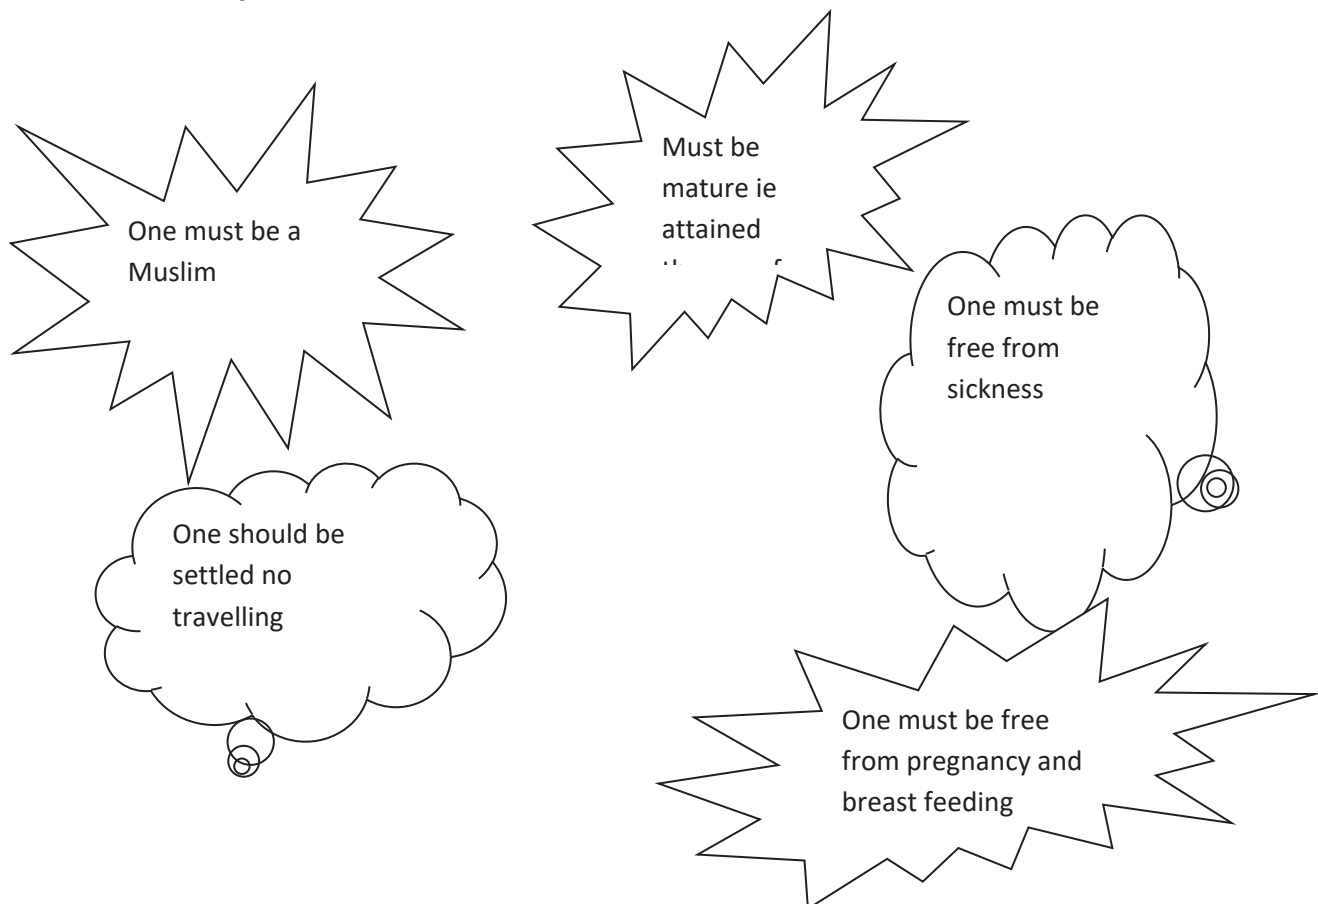 One must be a
Muslim
Must be
mature ie
attained
One must be
free from
sickness
One should be
settled no
travelling
One must be free
from pregnancy and
breast feeding